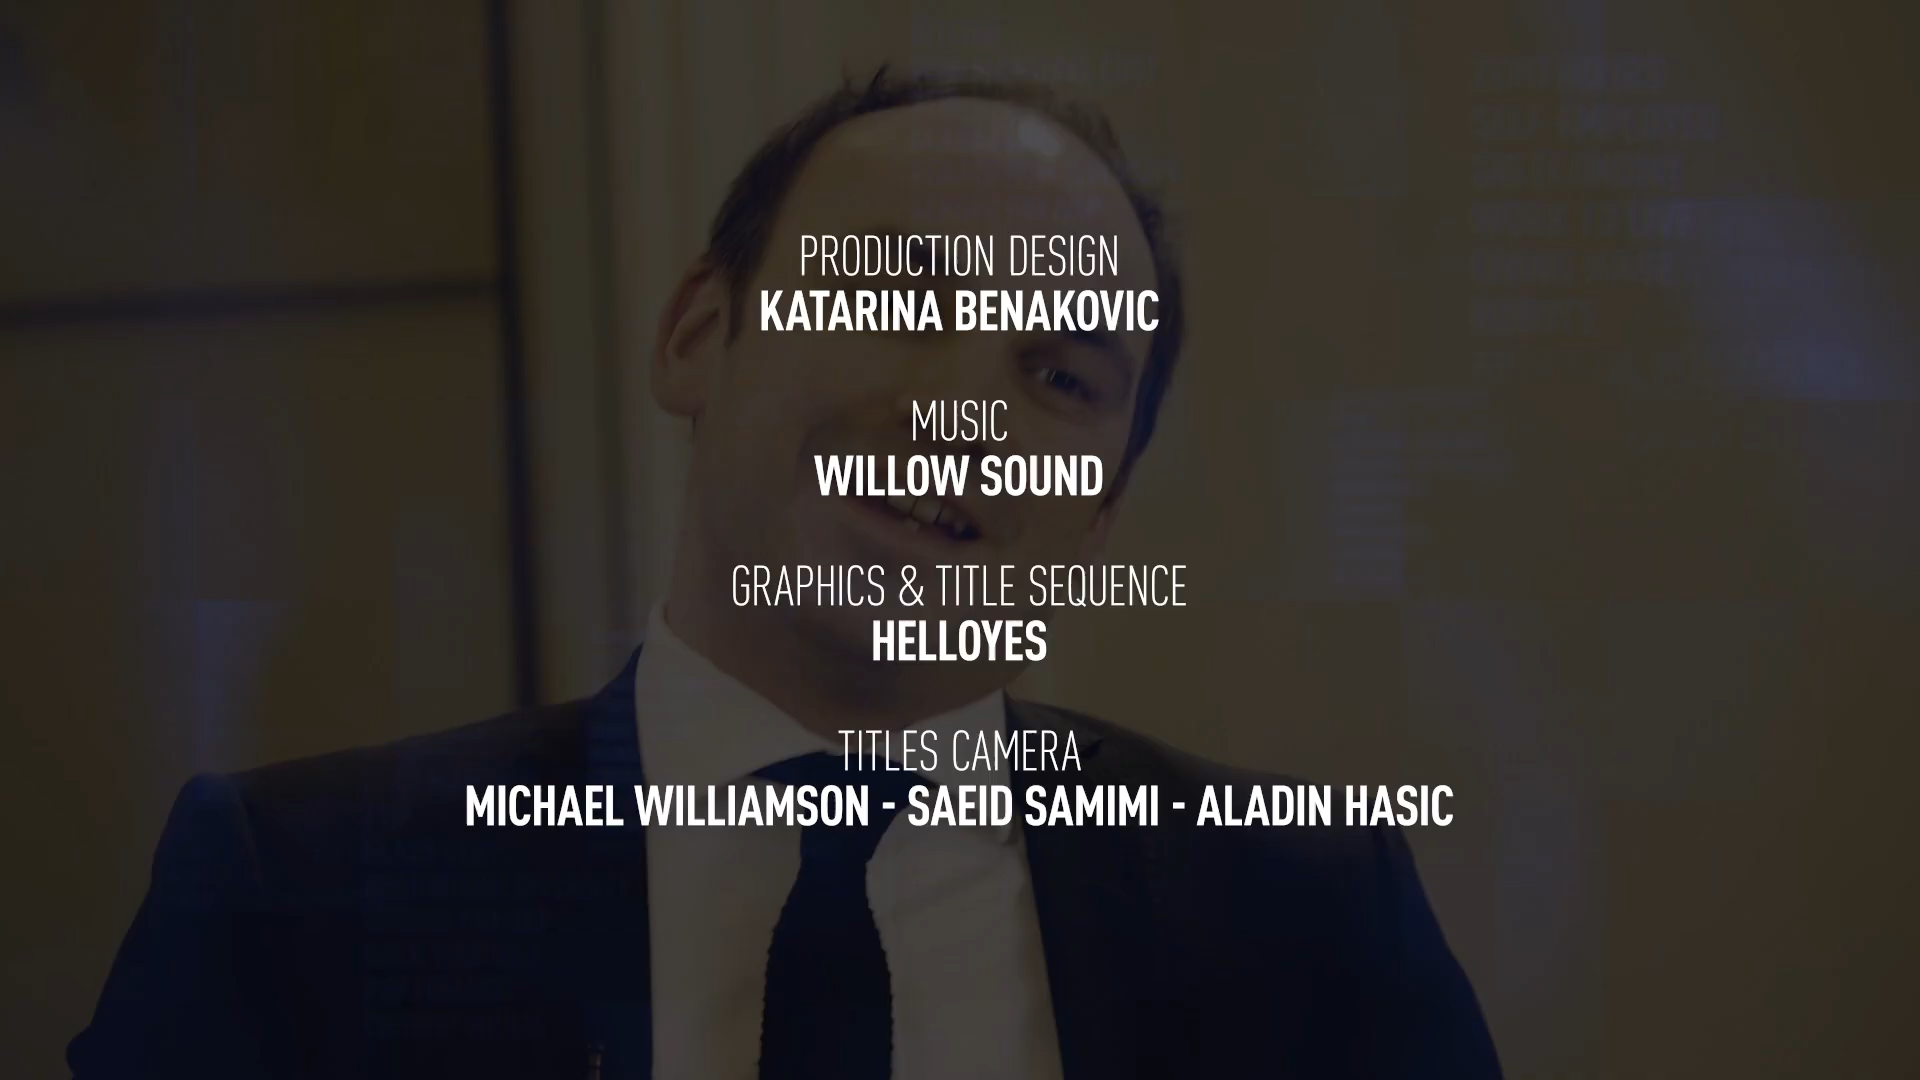 PRODUCTION DESIGN
KATARINA BENAKOVIC
MUSIC
WILLOW SOUND
GRAPHICS & TITLE SEQUENCE
HELLOYES
TITLES CAMERA
MICHAEL WILLIAMSON - SAEID SAMIMI - ALADIN HASIC